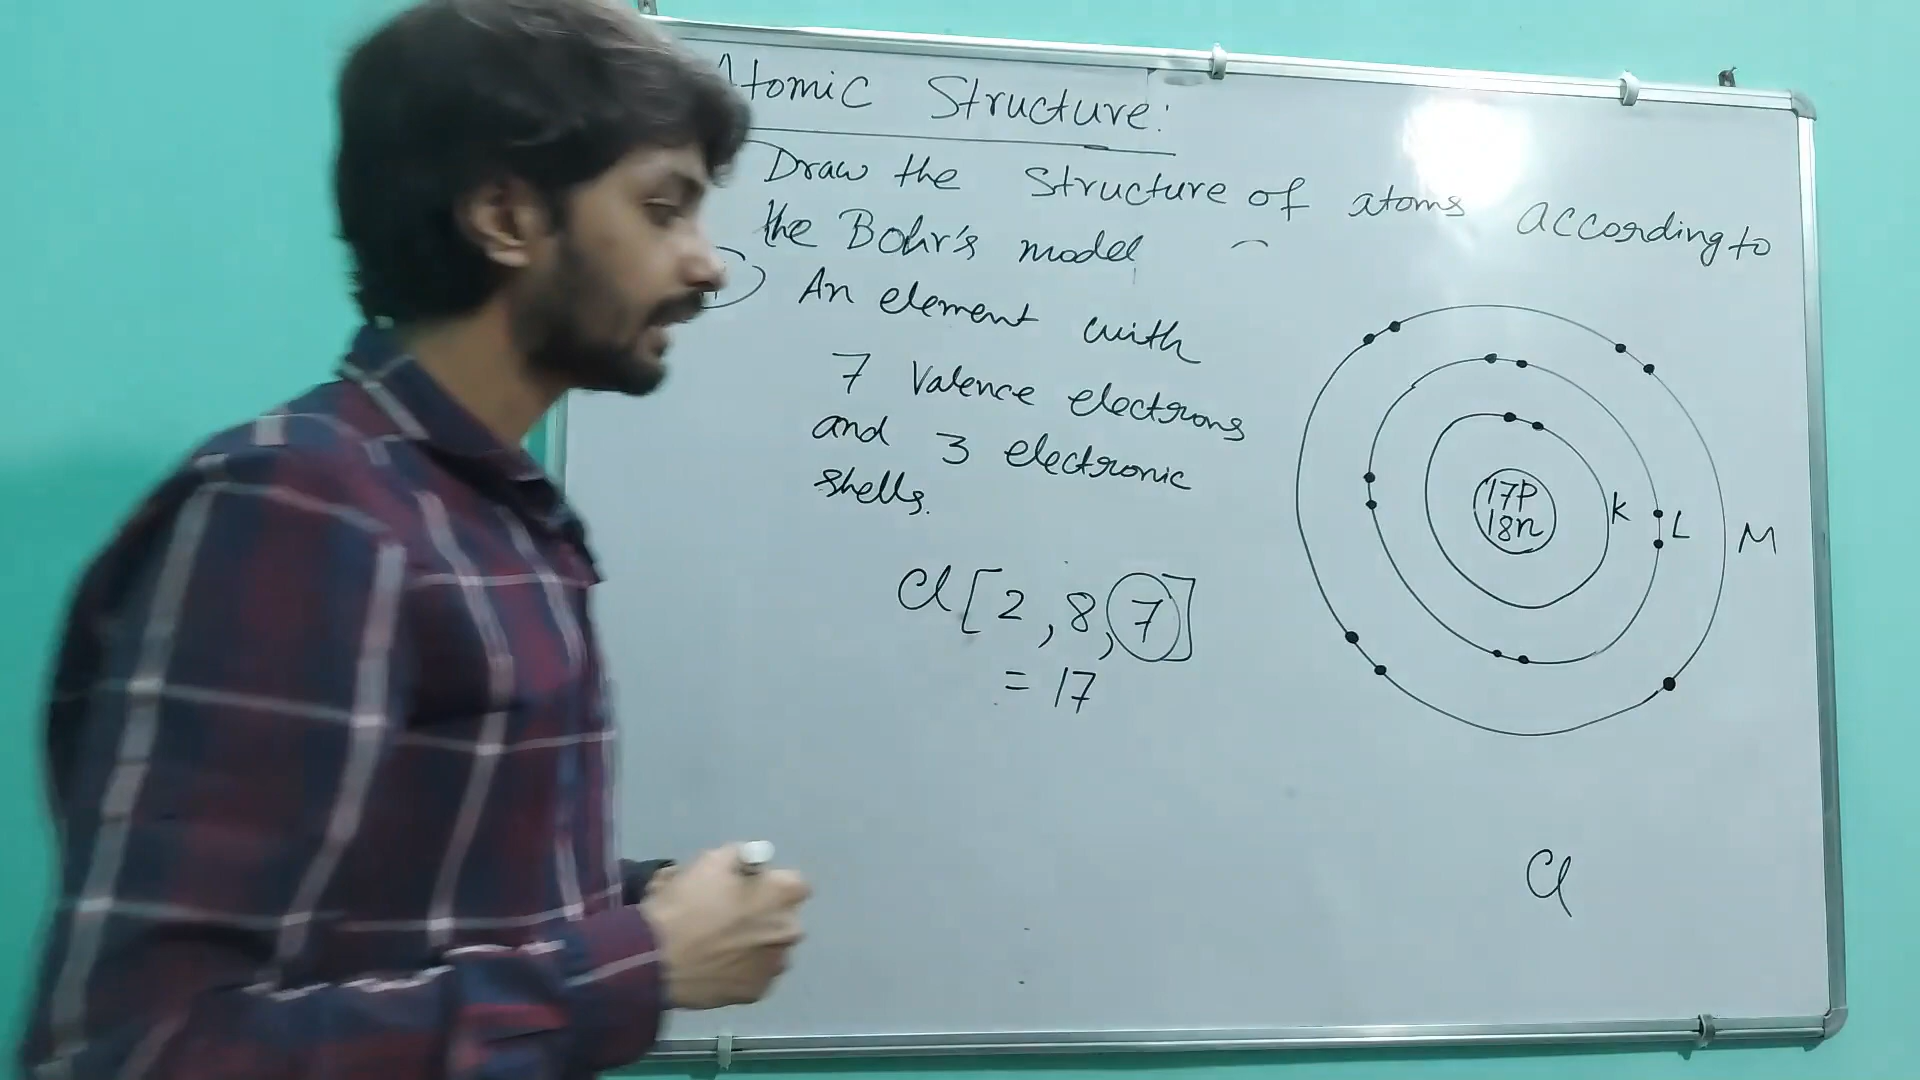 Atomic Structure:
Draw the Structure of atoms according to
the Bohr's model
An element with
7 Valence electrons
and 3 electronic
shells.
Cl [2, 8, 7]
= 17
17P
18n
K
L
M
Cl